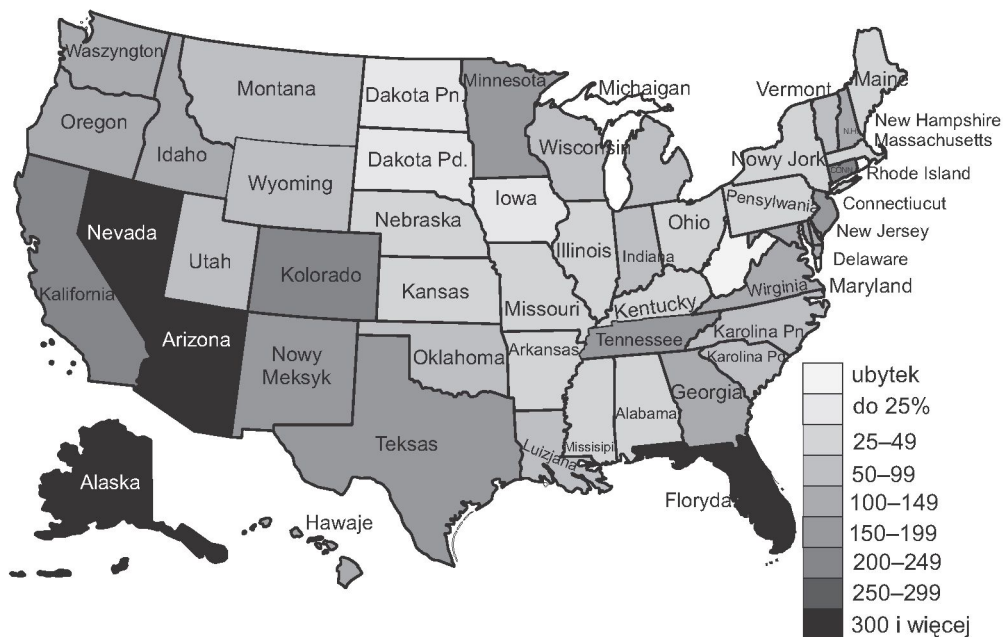 Waszyngton
Montana
Dakota Pn.
Minnesota
Michaigan
Vermont
Maine
Oregon
Idaho
Wisconsin
New Hampshire
N.H.
Massachusetts
Dakota Pd.
Wyoming
Nowy Jork
CONN.
Rhode Island
Iowa
Pensylwania
Connectiucut
Nebraska
Ohio
Nevada
Illinois
Indiana
New Jersey
Utah
Kolorado
Delaware
Kalifornia
Kansas
Missouri
Kentucky
Wirginia
Maryland
Arizona
Tennessee
Karolina Pn.
Nowy
Meksyk
Oklahoma
Arkansas
Karolina Pd.
Georgia
Alabama
Missisipi
Teksas
Luizjana
Alaska
Hawaje
Floryda
ubytek
do 25%
25–49
50–99
100–149
150–199
200–249
250–299
300 i więcej